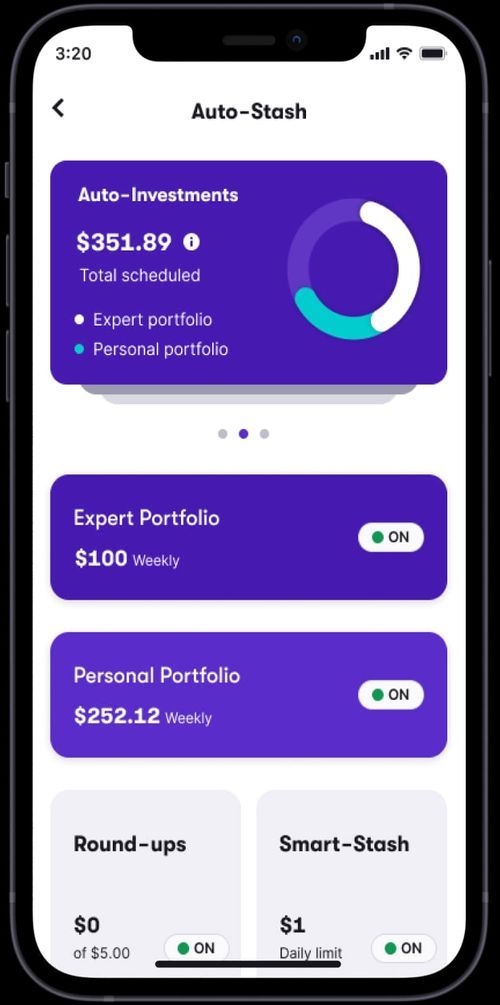 3:20
Auto-Stash
Auto-Investments
$351.89
Total scheduled
Expert portfolio
Personal portfolio
Expert Portfolio
$100 Weekly
ON
Personal Portfolio
$252.12 Weekly
ON
Round-ups
$0
of $5.00
ON
Smart-Stash
$1
Daily limit
ON